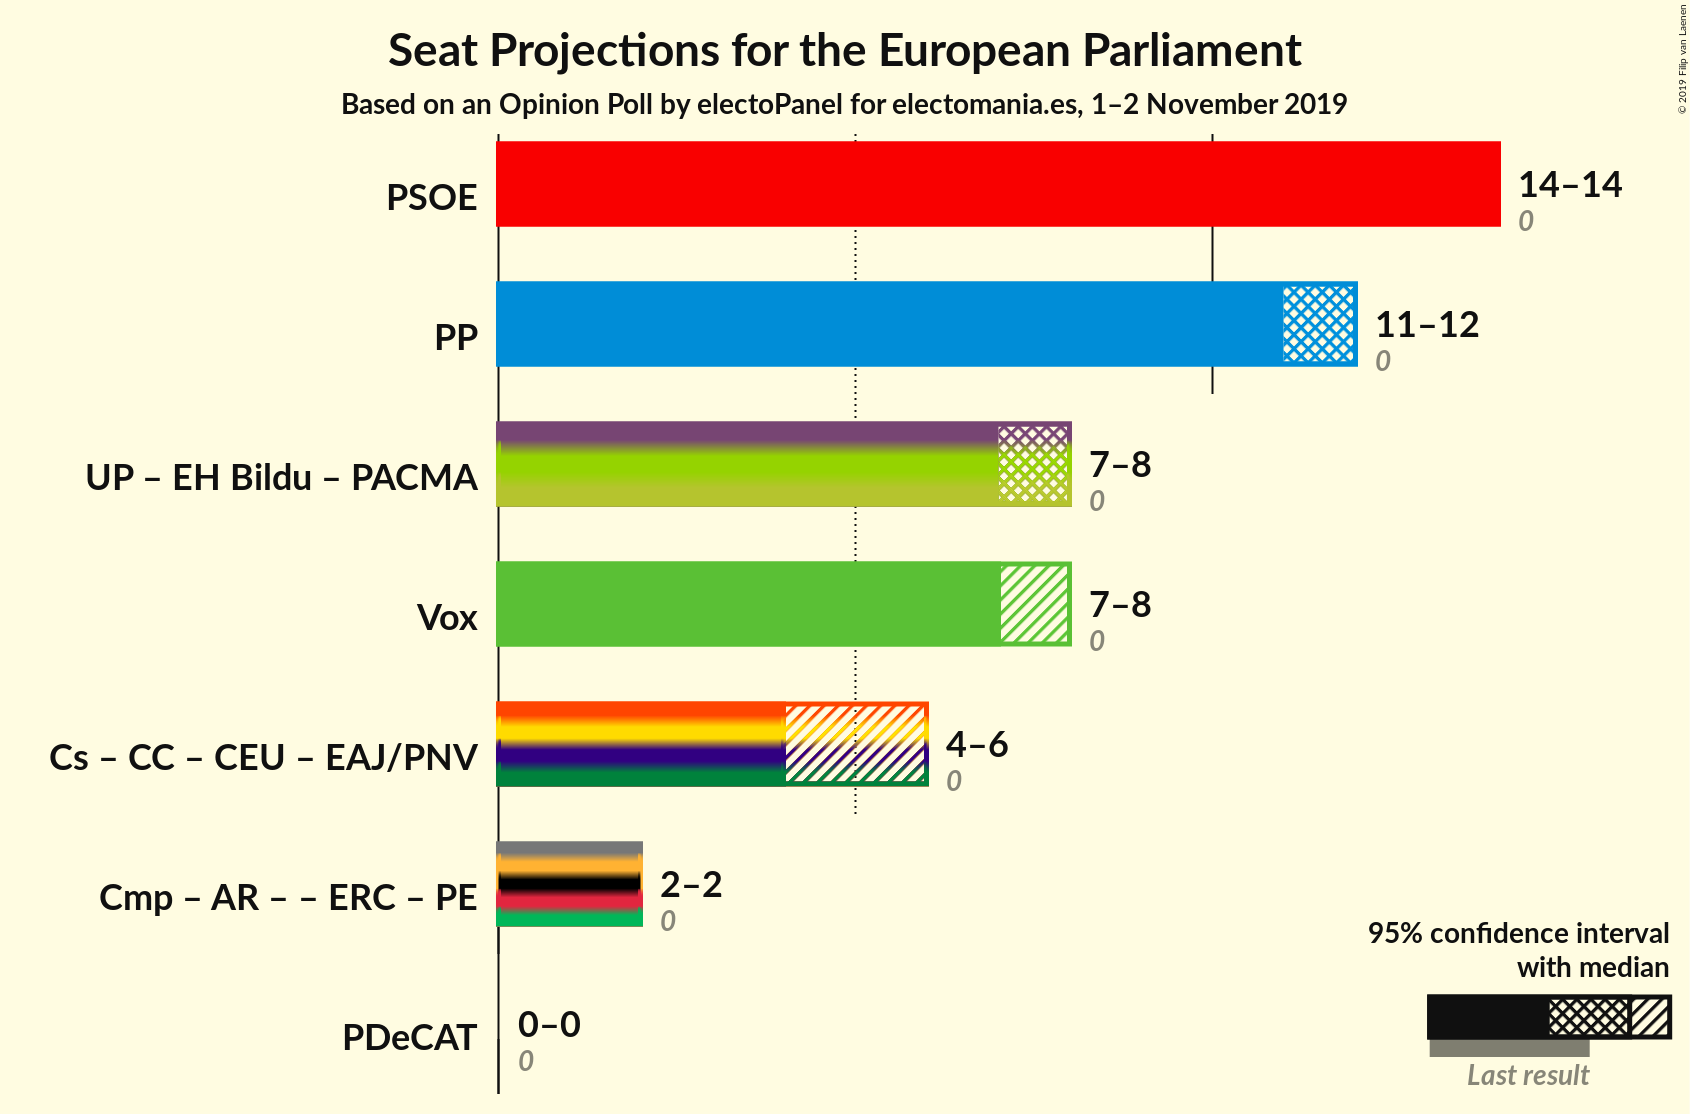 Seat Projections for the European Parliament
Based on an Opinion Poll by electoPanel for electomania.es, 1–2 November 2019
© 2019 Filip van Laenen
PSOE
14–14
0
PP
11–12
0
UP – EH Bildu – PACMA
7–8
0
Vox
7–8
0
Cs – CC – CEU – EAJ/PNV
4–6
0
Cmp – AR – – ERC – PE
2–2
0
PDeCAT
0–0
0
95% confidence interval
with median
Last result